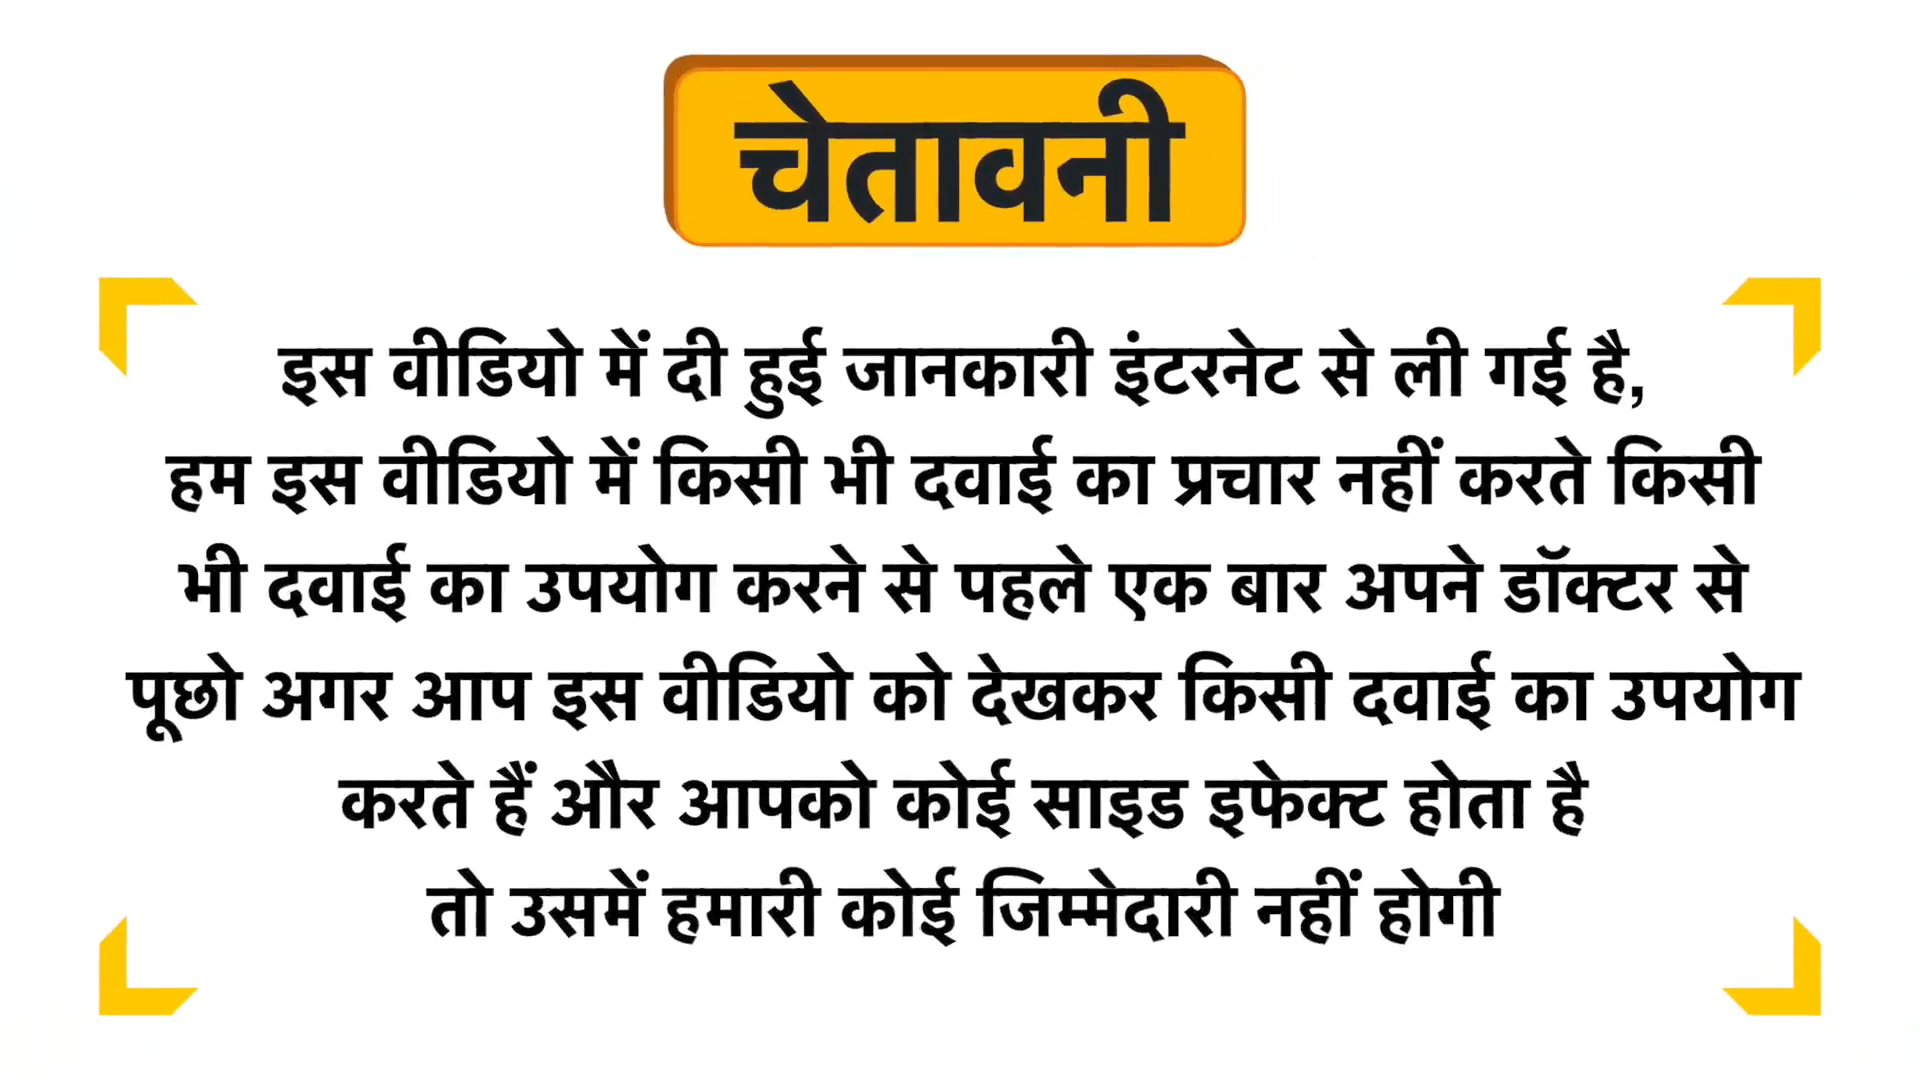 चेतावनी
इस वीडियो में दी हुई जानकारी इंटरनेट से ली गई है,
हम इस वीडियो में किसी भी दवाई का प्रचार नहीं करते किसी
भी दवाई का उपयोग करने से पहले एक बार अपने डॉक्टर से
पूछो अगर आप इस वीडियो को देखकर किसी दवाई का उपयोग
करते हैं और आपको कोई साइड इफेक्ट होता है
तो उसमें हमारी कोई जिम्मेदारी नहीं होगी